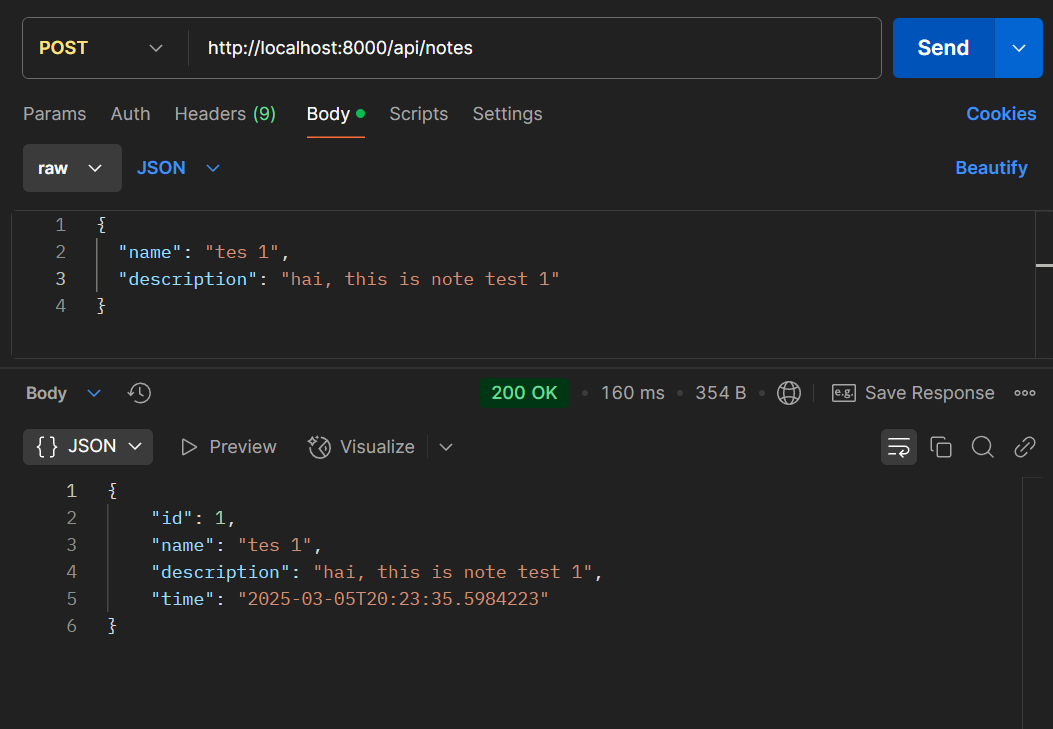 POST http://localhost:8000/api/notes Send
Params Auth Headers (9) Body Scripts Settings Cookies
raw JSON Beautify
1 {
2 "name": "tes 1",
3 "description": "hai, this is note test 1"
4 }
Body 200 OK • 160 ms • 354 B • e.g. Save Response
{} JSON Preview Visualize
1 {
2 "id": 1,
3 "name": "tes 1",
4 "description": "hai, this is note test 1",
5 "time": "2025-03-05T20:23:35.5984223"
6 }